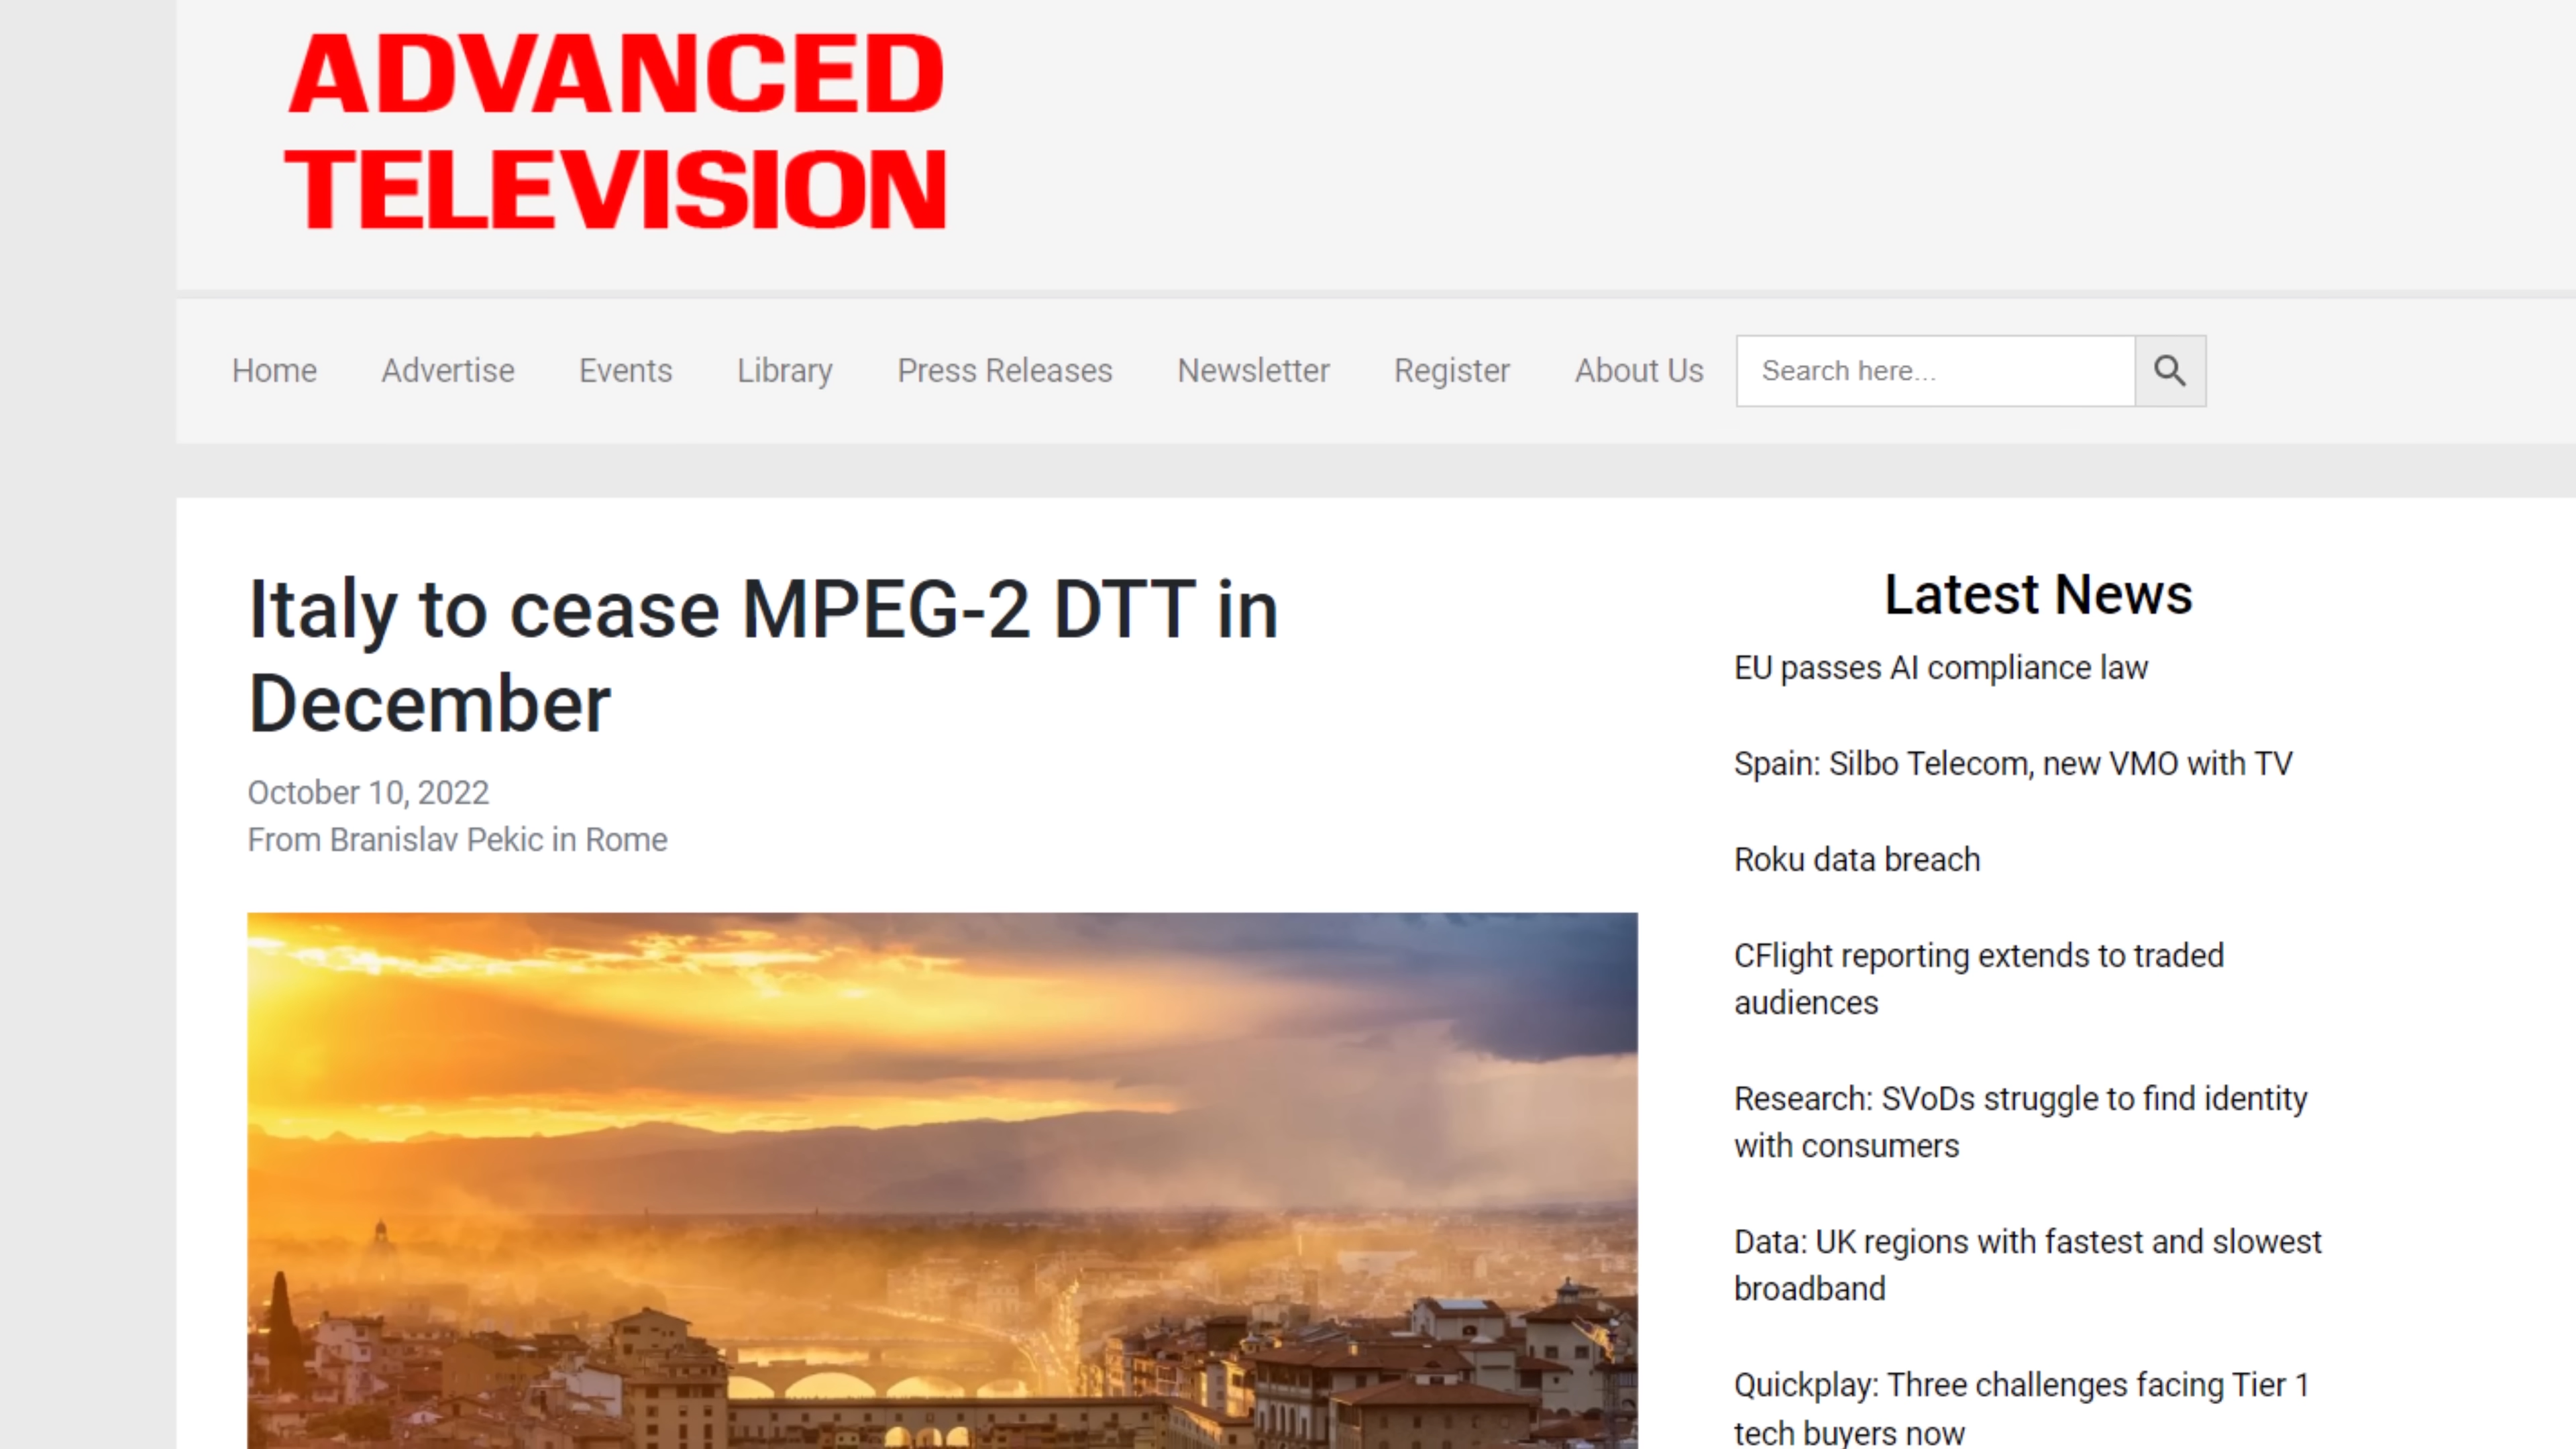 ADVANCED
TELEVISION
Home Advertise Events Library Press Releases Newsletter Register About Us Search here...
Italy to cease MPEG-2 DTT in
December
October 10, 2022
From Branislav Pekic in Rome
Latest News
EU passes AI compliance law
Spain: Silbo Telecom, new VMO with TV
Roku data breach
CFlight reporting extends to traded
audiences
Research: SVoDs struggle to find identity
with consumers
Data: UK regions with fastest and slowest
broadband
Quickplay: Three challenges facing Tier 1
tech buyers now